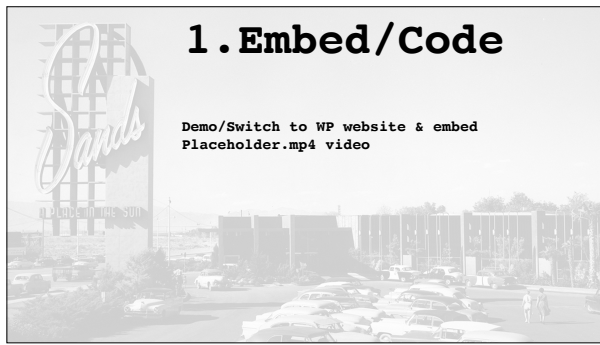 1.Embed/Code
Demo/Switch to WP website & embed
Placeholder.mp4 video
Sands
A PLACE IN THE SUN